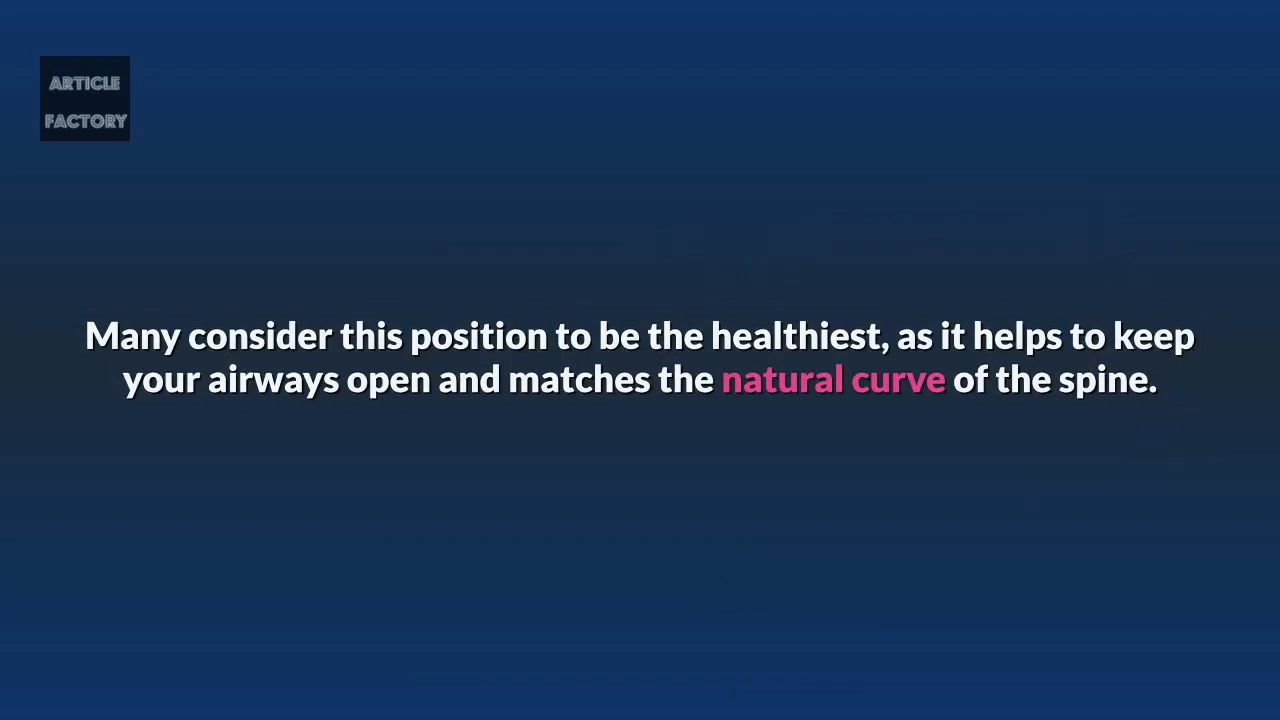 ARTICLE
FACTORY
Many consider this position to be the healthiest, as it helps to keep
your airways open and matches the natural curve of the spine.